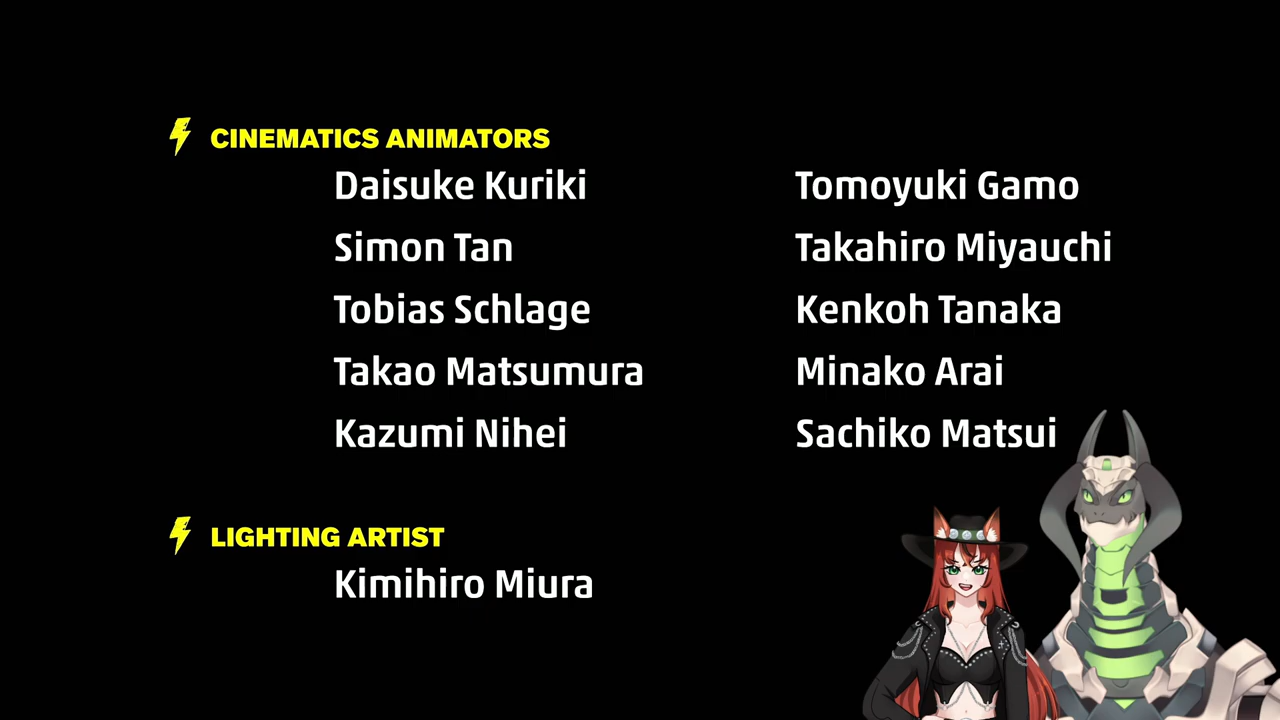 CINEMATICS ANIMATORS
Daisuke Kuriki
Tomoyuki Gamo
Simon Tan
Takahiro Miyauchi
Tobias Schlage
Kenkoh Tanaka
Takao Matsumura
Minako Arai
Kazumi Nihei
Sachiko Matsui
LIGHTING ARTIST
Kimihiro Miura